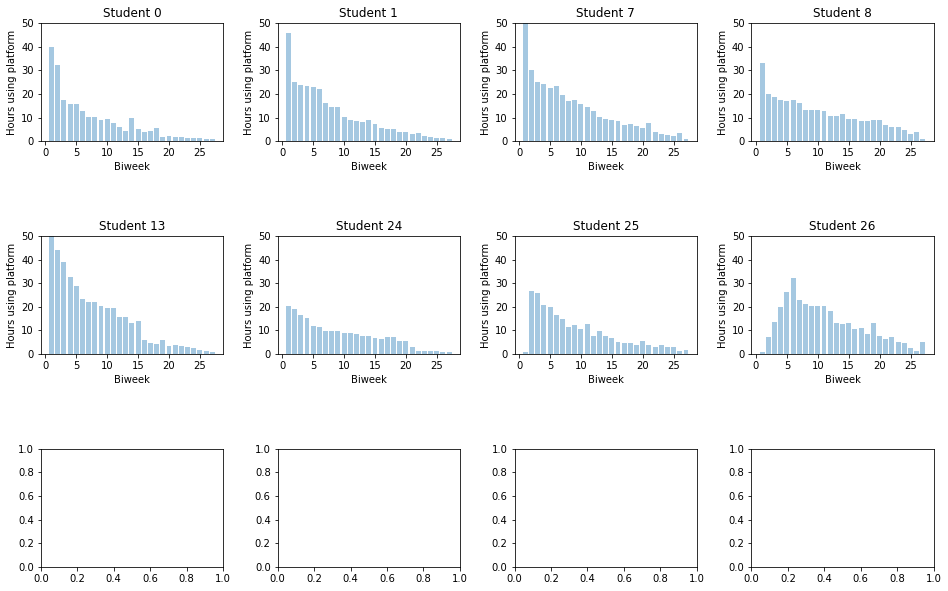 Student 0 Student 1 Student 7 Student 8
50 50 50 50
40 40 40 40
30 30 30 30
20 20 20 20
10 10 10 10
0 0 0 0
Hours using platform Hours using platform Hours using platform Hours using platform
0 5 10 15 20 25 0 5 10 15 20 25 0 5 10 15 20 25 0 5 10 15 20 25
Biweek Biweek Biweek Biweek
Student 13 Student 24 Student 25 Student 26
50 50 50 50
40 40 40 40
30 30 30 30
20 20 20 20
10 10 10 10
0 0 0 0
Hours using platform Hours using platform Hours using platform Hours using platform
0 5 10 15 20 25 0 5 10 15 20 25 0 5 10 15 20 25 0 5 10 15 20 25
Biweek Biweek Biweek Biweek
1.0 1.0 1.0 1.0
0.8 0.8 0.8 0.8
0.6 0.6 0.6 0.6
0.4 0.4 0.4 0.4
0.2 0.2 0.2 0.2
0.0 0.0 0.0 0.0
0.0 0.2 0.4 0.6 0.8 1.0 0.0 0.2 0.4 0.6 0.8 1.0 0.0 0.2 0.4 0.6 0.8 1.0 0.0 0.2 0.4 0.6 0.8 1.0